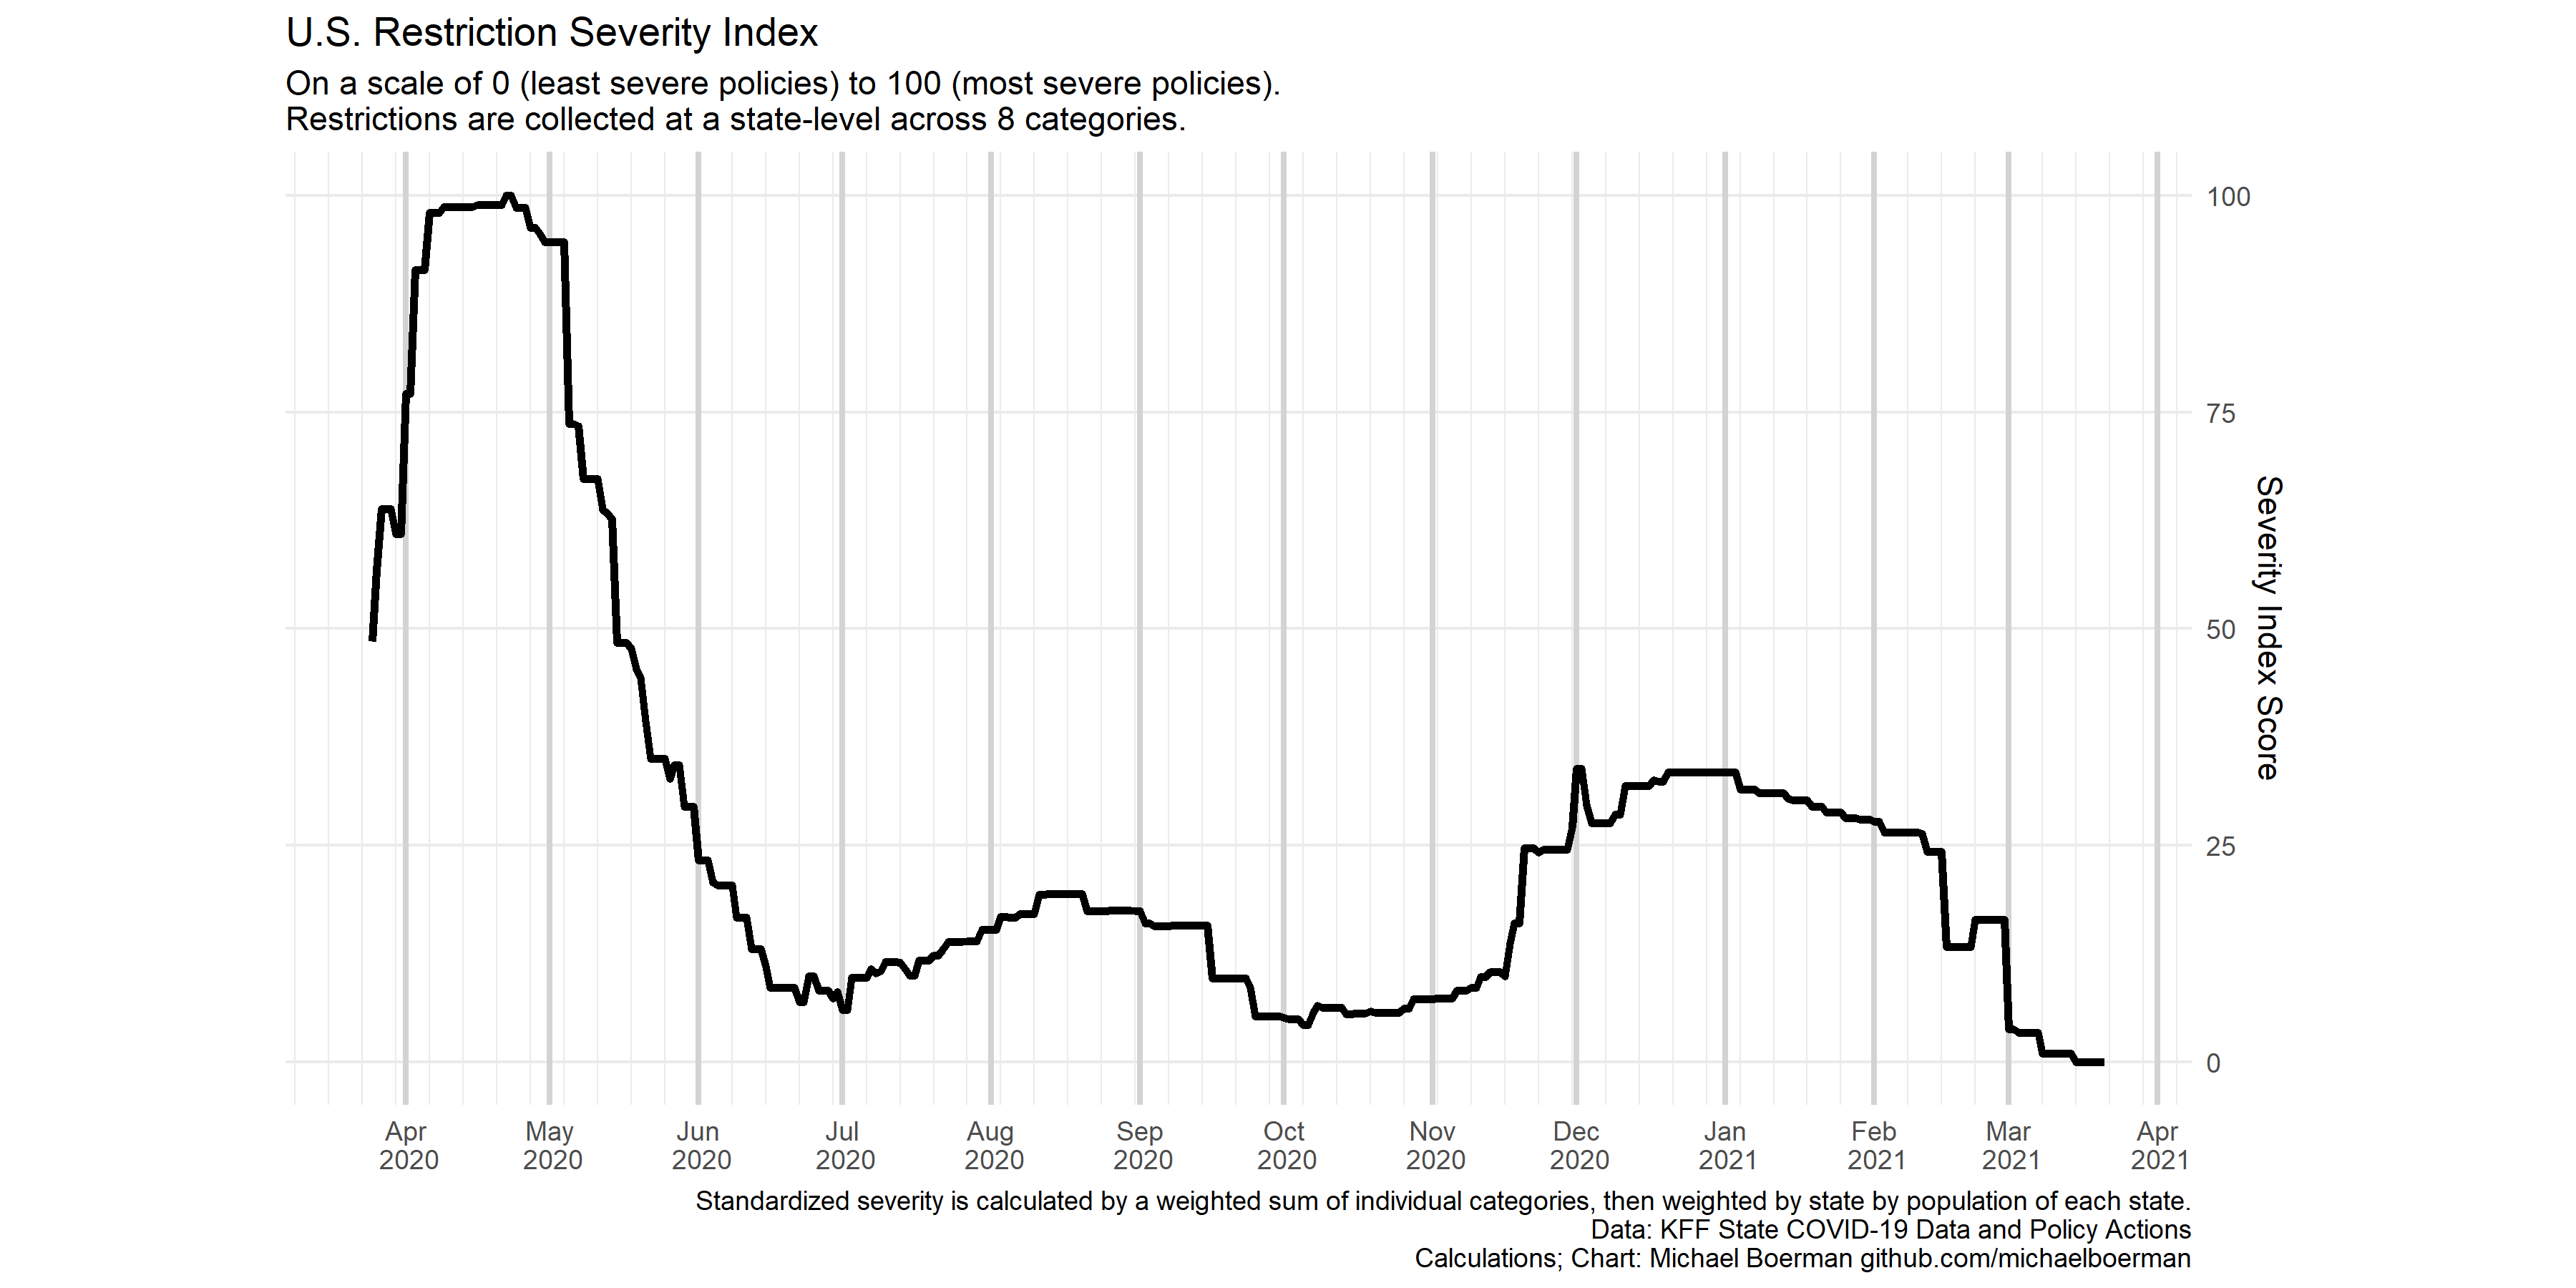 U.S. Restriction Severity Index
On a scale of 0 (least severe policies) to 100 (most severe policies).
Restrictions are collected at a state-level across 8 categories.
100
75
50
25
0
Severity Index Score
Apr May Jun Jul Aug Sep Oct Nov Dec Jan Feb Mar Apr
2020 2020 2020 2020 2020 2020 2020 2020 2020 2021 2021 2021 2021
Standardized severity is calculated by a weighted sum of individual categories, then weighted by state by population of each state.
Data: KFF State COVID-19 Data and Policy Actions
Calculations; Chart: Michael Boerman github.com/michaelboerman